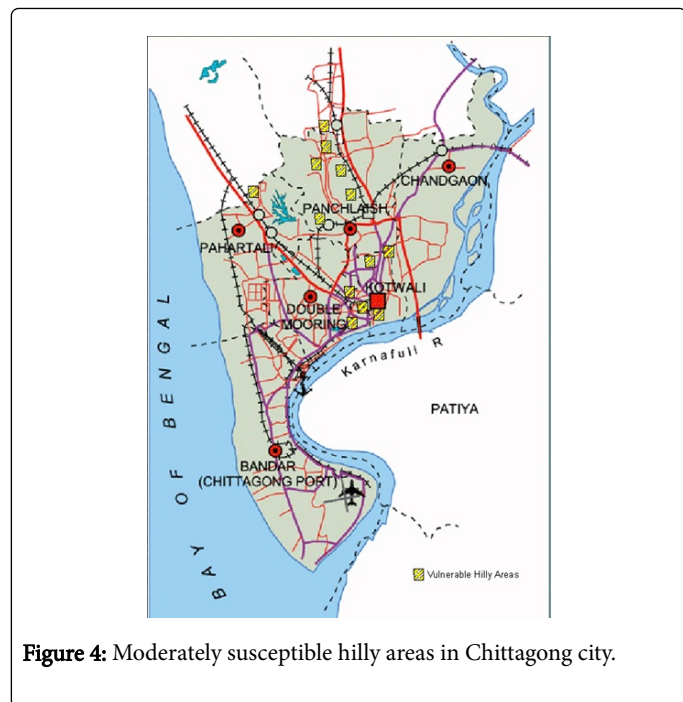 CHANDGAON
PANCHLAISH
PAHARTALI
KOTWALI
DOUBLE
MOORING
Karnafuli R
BAY OF BENGAL
PATIYA
BANDAR
(CHITTAGONG PORT)
Vulnerable Hilly Areas
Figure 4: Moderately susceptible hilly areas in Chittagong city.